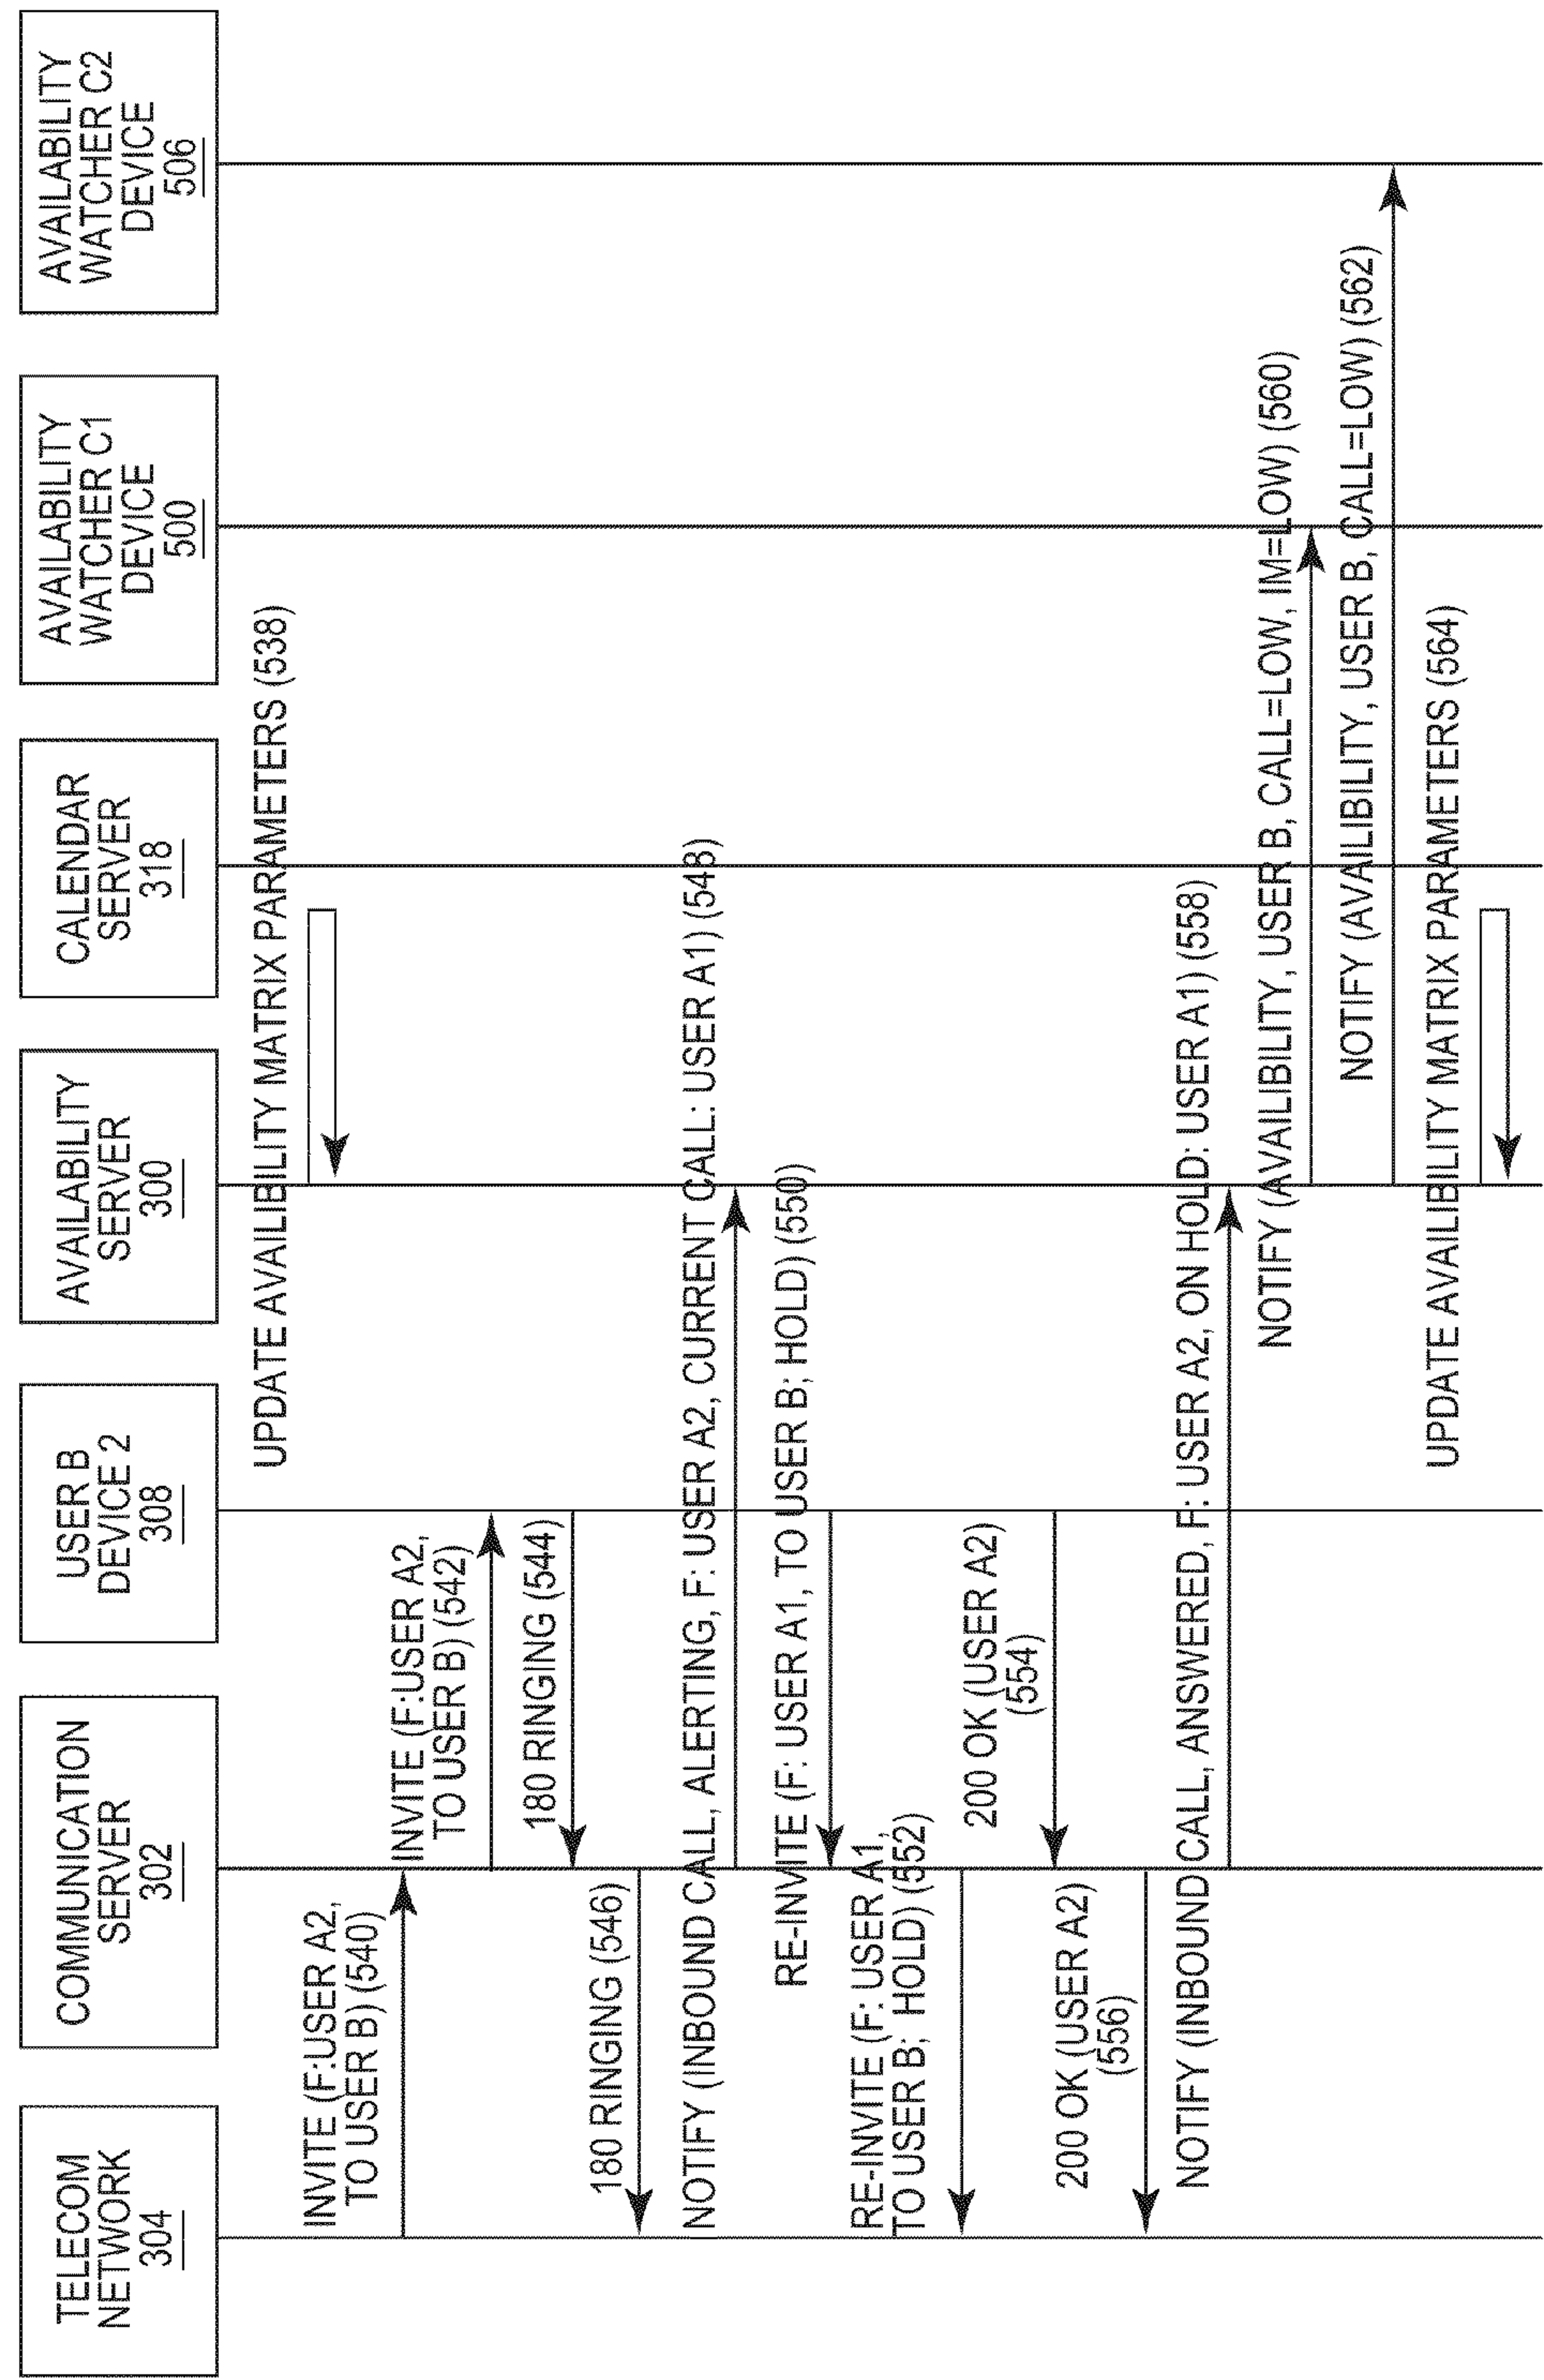 TELECOM
NETWORK
304
COMMUNICATION
SERVER
302
USER B
DEVICE 2
308
AVAILABILITY
SERVER
300
CALENDAR
SERVER
318
AVAILABILITY
WATCHER C1
DEVICE
500
AVAILABILITY
WATCHER C2
DEVICE
506
UPDATE AVAILIBILITY MATRIX PARAMETERS (538)
INVITE (F:USER A2,
TO USER B) (540)
INVITE (F:USER A2,
TO USER B) (542)
180 RINGING (544)
180 RINGING (546)
NOTIFY (INBOUND CALL, ALERTING, F: USER A2, CURRENT CALL: USER A1) (548)
RE-INVITE (F: USER A1, TO USER B; HOLD) (550)
RE-INVITE (F: USER A1,
TO USER B; HOLD) (552)
200 OK (USER A2)
(554)
200 OK (USER A2)
(556)
NOTIFY (INBOUND CALL, ANSWERED, F: USER A2, ON HOLD: USER A1) (558)
NOTIFY (AVAILIBILITY, USER B, CALL=LOW, IM=LOW) (560)
NOTIFY (AVAILIBILITY, USER B, CALL=LOW) (562)
UPDATE AVAILIBILITY MATRIX PARAMETERS (564)